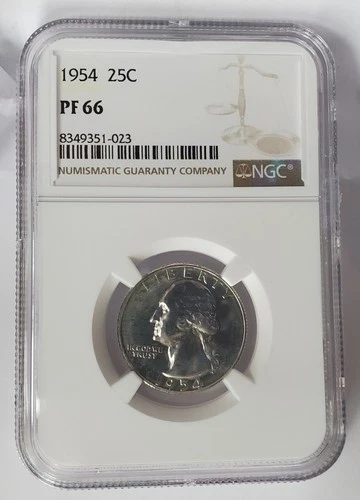 1954 25C
PF 66
8349351-023
NUMISMATIC GUARANTY COMPANY
NGC®
LIBERTY
IN GOD WE
TRUST
1954